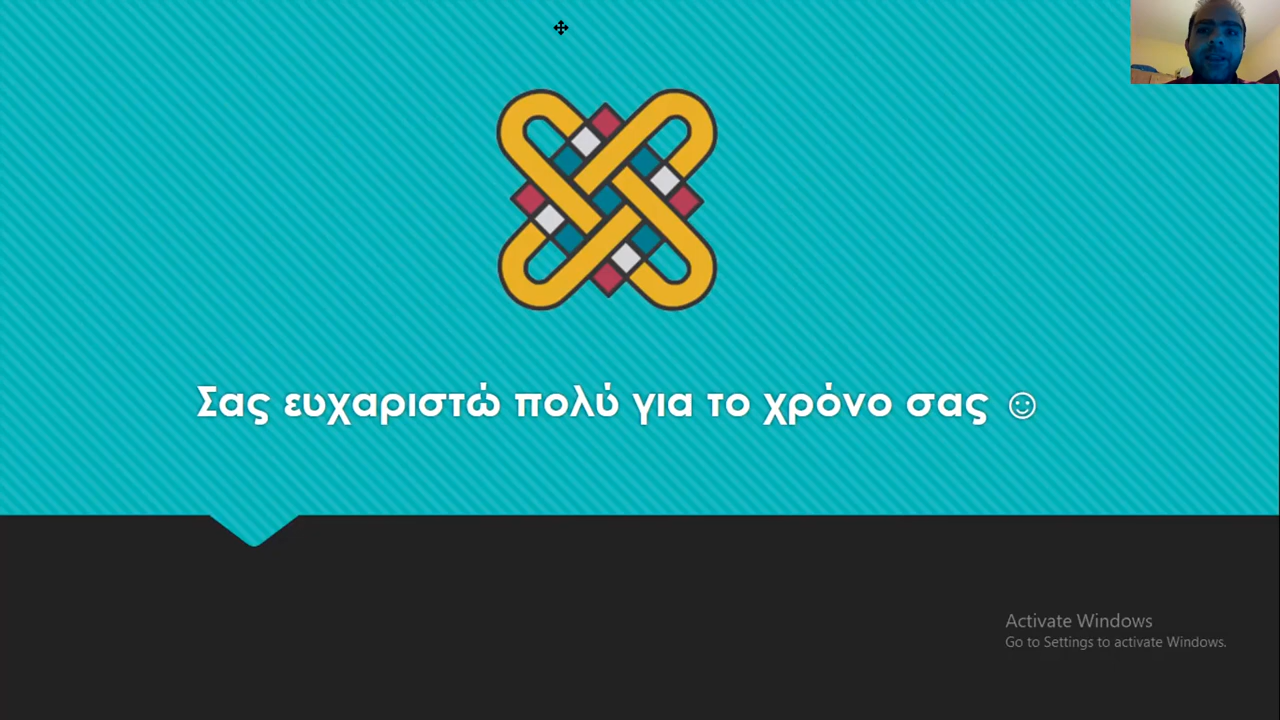 Σας ευχαριστώ πολύ για το χρόνο σας ☺
Activate Windows
Go to Settings to activate Windows.